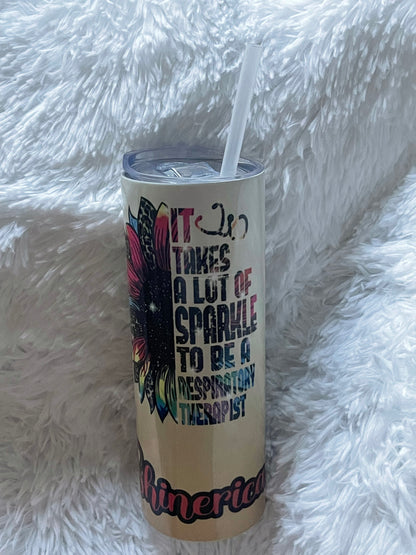 IT
TAKES
A LOT OF
SPARKLE
TO BE A
RESPIRATORY
THERAPIST